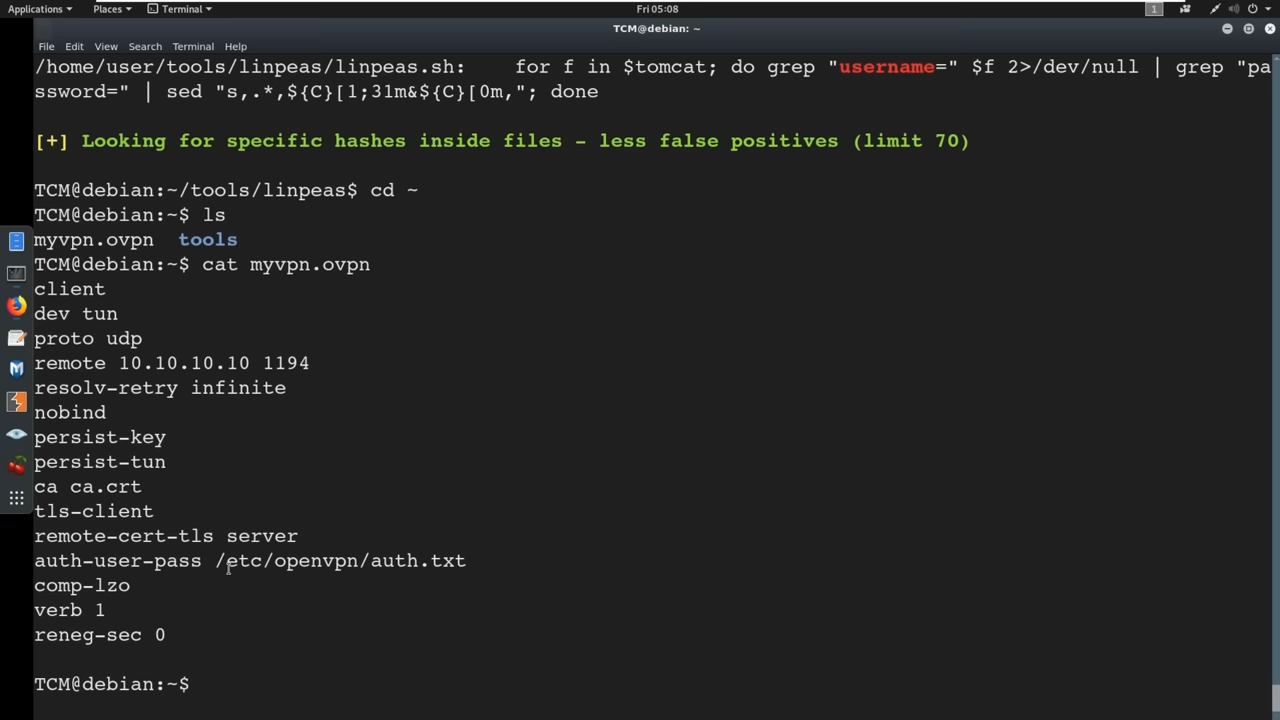 Applications Places Terminal Fri 05:08 1
TCM@debian: ~
File Edit View Search Terminal Help
/home/user/tools/linpeas/linpeas.sh: for f in $tomcat; do grep "username=" $f 2>/dev/null | grep "pa
ssword=" | sed "s,.*,${C}[1;31m&${C}[0m,"; done
[+] Looking for specific hashes inside files - less false positives (limit 70)
TCM@debian:~/tools/linpeas$ cd ~
TCM@debian:~$ ls
myvpn.ovpn tools
TCM@debian:~$ cat myvpn.ovpn
client
dev tun
proto udp
remote 10.10.10.10 1194
resolv-retry infinite
nobind
persist-key
persist-tun
ca ca.crt
tls-client
remote-cert-tls server
auth-user-pass /etc/openvpn/auth.txt
comp-lzo
verb 1
reneg-sec 0
TCM@debian:~$